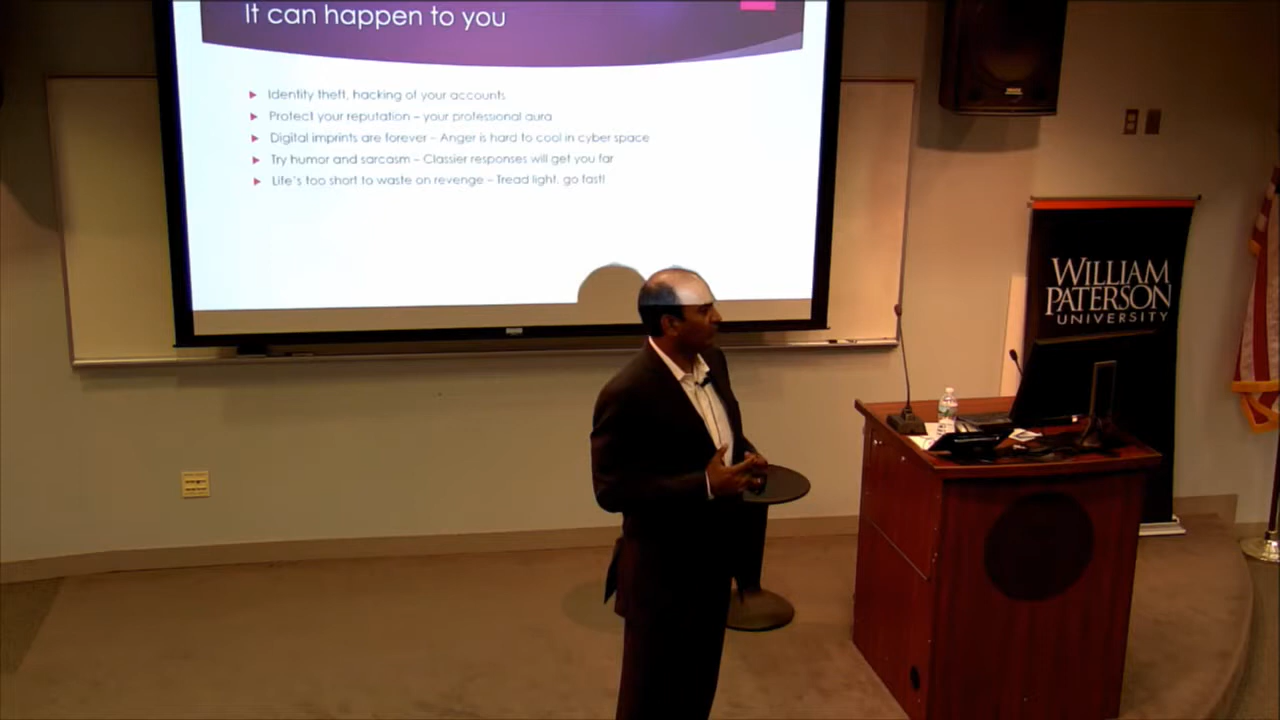 It can happen to you
Identity theft, hacking of your accounts
Protect your reputation – your professional aura
Digital imprints are forever – Anger is hard to cool in cyber space
Try humor and sarcasm – Classier responses will get you far
Life's too short to waste on revenge – Tread light, go fast!
WILLIAM
PATERSON
UNIVERSITY